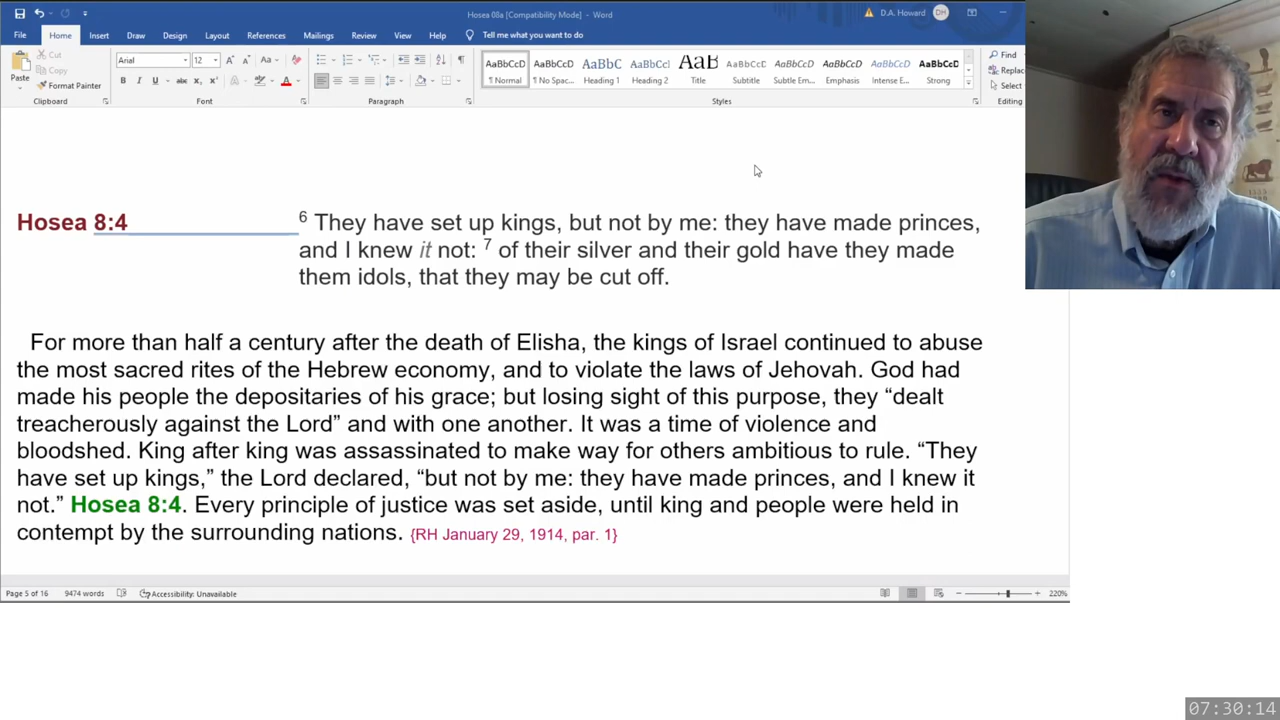 Hosea 08a [Compatibility Mode] - Word
D.A. Howard
DH
File Home Insert Draw Design Layout References Mailings Review View Help Tell me what you want to do
Paste
Cut
Copy
Format Painter
Clipboard
Arial 12
Font
Paragraph
AaBbCcD AaBbCcD AaBbC AaBbCcI AaB AaBbCcD AaBbCcD AaBbCcD AaBbCcD AaBbCcD
¶ Normal ¶ No Spac... Heading 1 Heading 2 Title Subtitle Subtle Em... Emphasis Intense E... Strong
Styles
Find
Replac
Select
Editing
Hosea 8:4 6 They have set up kings, but not by me: they have made princes,
and I knew it not: 7 of their silver and their gold have they made
them idols, that they may be cut off.
For more than half a century after the death of Elisha, the kings of Israel continued to abuse
the most sacred rites of the Hebrew economy, and to violate the laws of Jehovah. God had
made his people the depositaries of his grace; but losing sight of this purpose, they “dealt
treacherously against the Lord” and with one another. It was a time of violence and
bloodshed. King after king was assassinated to make way for others ambitious to rule. “They
have set up kings,” the Lord declared, “but not by me: they have made princes, and I knew it
not.” Hosea 8:4. Every principle of justice was set aside, until king and people were held in
contempt by the surrounding nations. {RH January 29, 1914, par. 1}
Page 5 of 16 9474 words Accessibility: Unavailable 220%
07:30:14